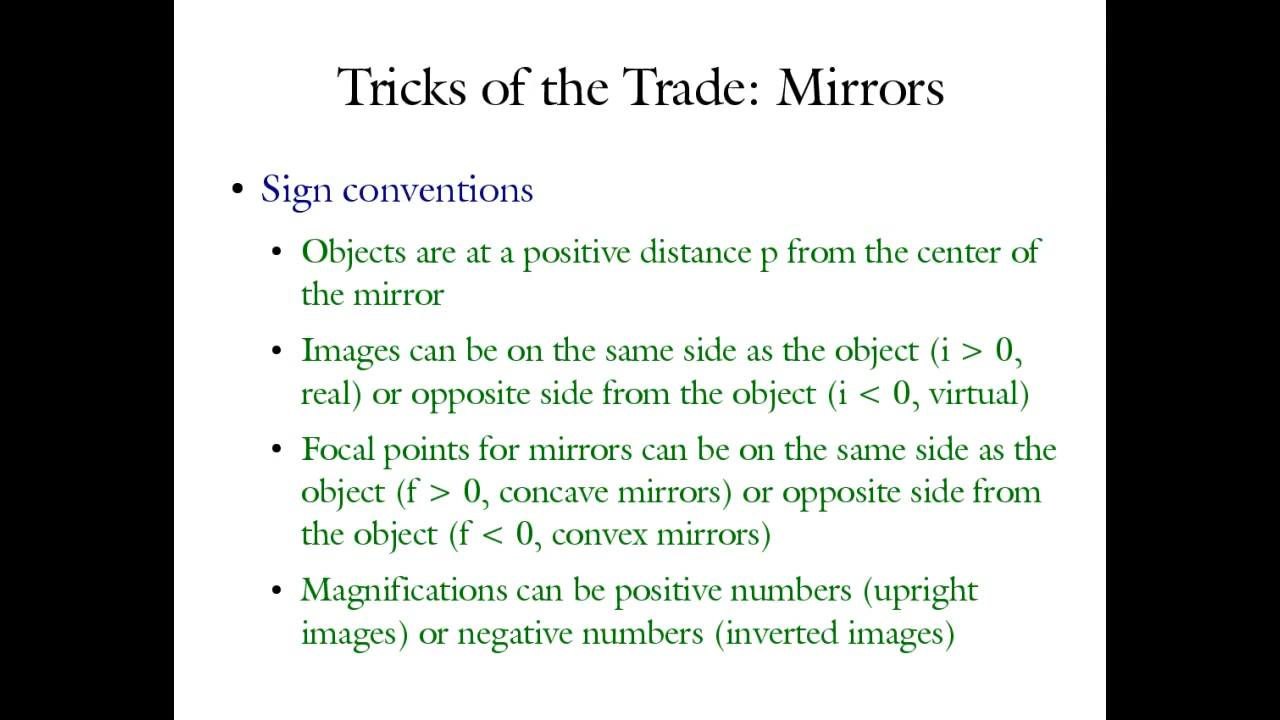 Tricks of the Trade: Mirrors
• Sign conventions
• Objects are at a positive distance p from the center of
the mirror
• Images can be on the same side as the object (i > 0,
real) or opposite side from the object (i < 0, virtual)
• Focal points for mirrors can be on the same side as the
object (f > 0, concave mirrors) or opposite side from
the object (f < 0, convex mirrors)
• Magnifications can be positive numbers (upright
images) or negative numbers (inverted images)